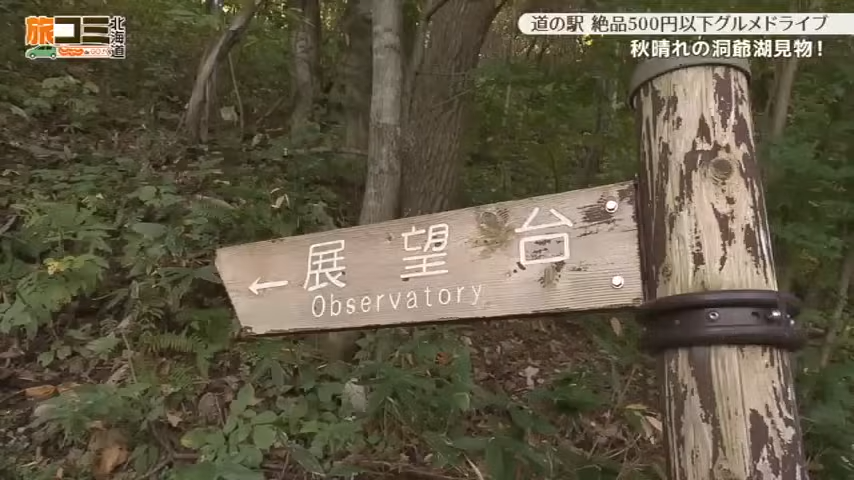 旅コミ北海道
道の駅 絶品500円以下グルメドライブ
秋晴れの洞爺湖見物!
←展望台
Observatory